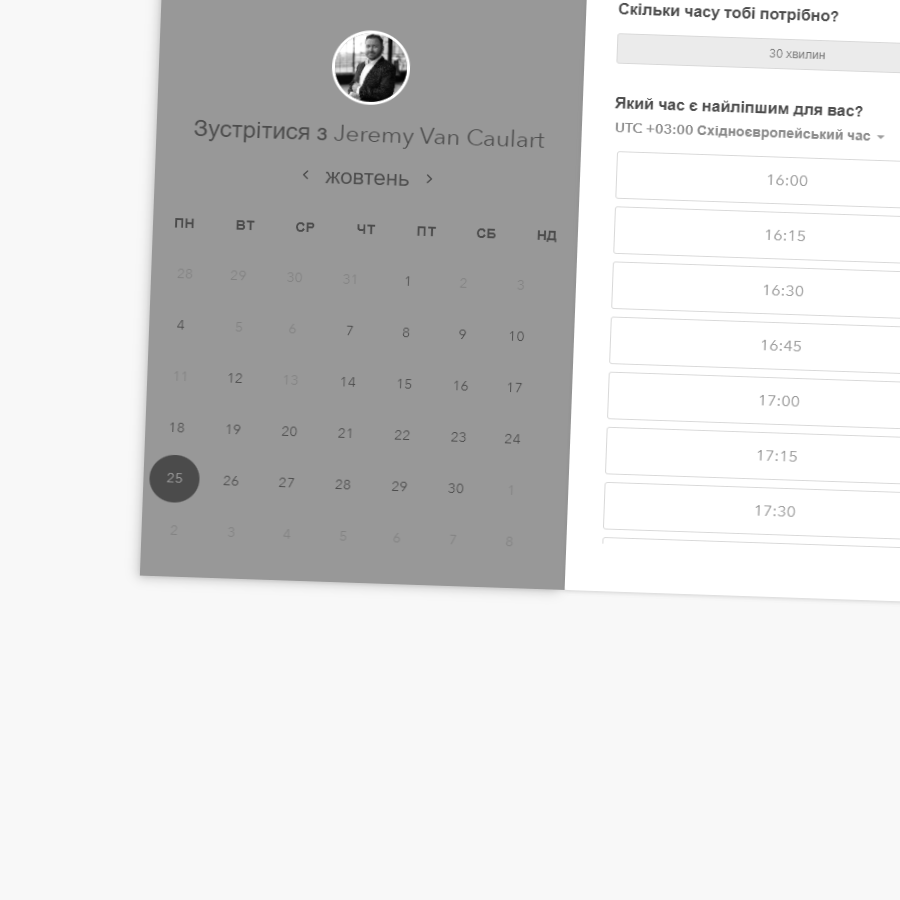 Зустрітися з Jeremy Van Caulart
жовтень
ПН ВТ СР ЧТ ПТ СБ НД
28 29 30 31 1 2 3
4 5 6 7 8 9 10
11 12 13 14 15 16 17
18 19 20 21 22 23 24
25 26 27 28 29 30 1
2 3 4 5 6 7 8
Скільки часу тобі потрібно?
30 хвилин
Який час є найліпшим для вас?
UTC +03:00 Східноєвропейський час
16:00
16:15
16:30
16:45
17:00
17:15
17:30